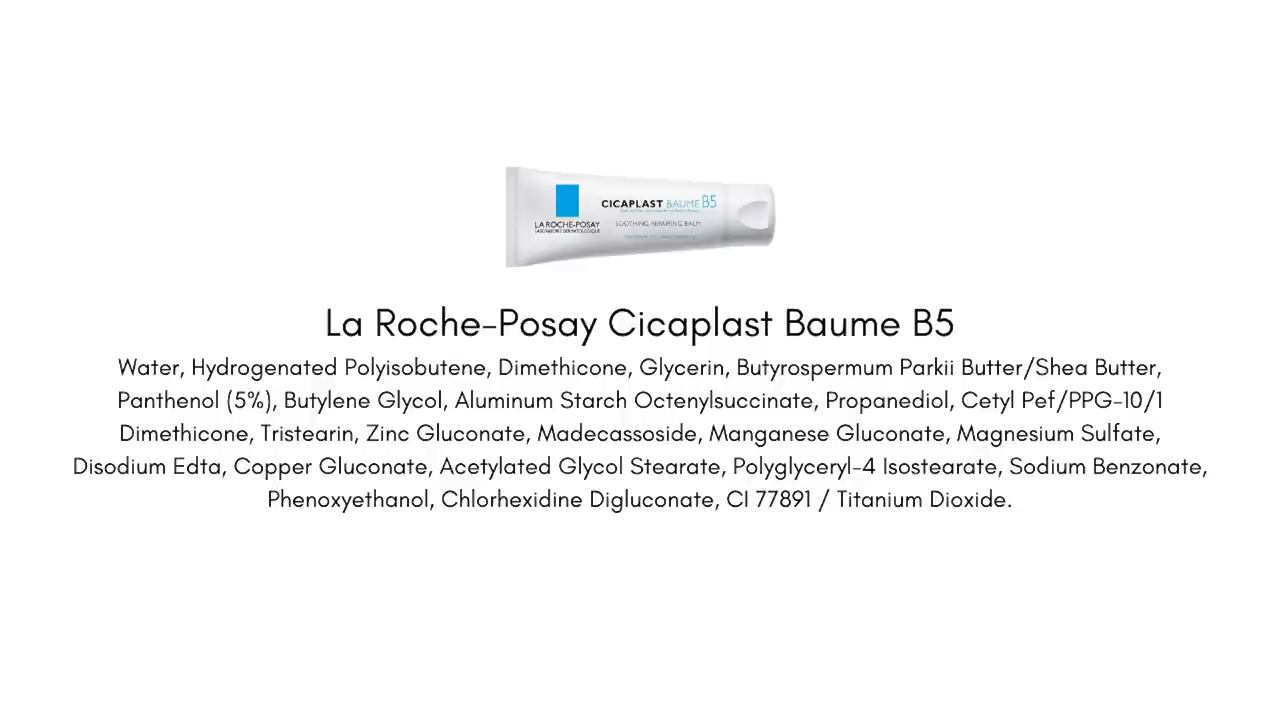 CICAPLAST BAUME B5
LA ROCHE-POSAY
LABORATOIRE DERMATOLOGIQUE
SOOTHING REPAIRING BALM
La Roche-Posay Cicaplast Baume B5
Water, Hydrogenated Polyisobutene, Dimethicone, Glycerin, Butyrospermum Parkii Butter/Shea Butter,
Panthenol (5%), Butylene Glycol, Aluminum Starch Octenylsuccinate, Propanediol, Cetyl Pef/PPG-10/1
Dimethicone, Tristearin, Zinc Gluconate, Madecassoside, Manganese Gluconate, Magnesium Sulfate,
Disodium Edta, Copper Gluconate, Acetylated Glycol Stearate, Polyglyceryl-4 Isostearate, Sodium Benzonate,
Phenoxyethanol, Chlorhexidine Digluconate, CI 77891 / Titanium Dioxide.